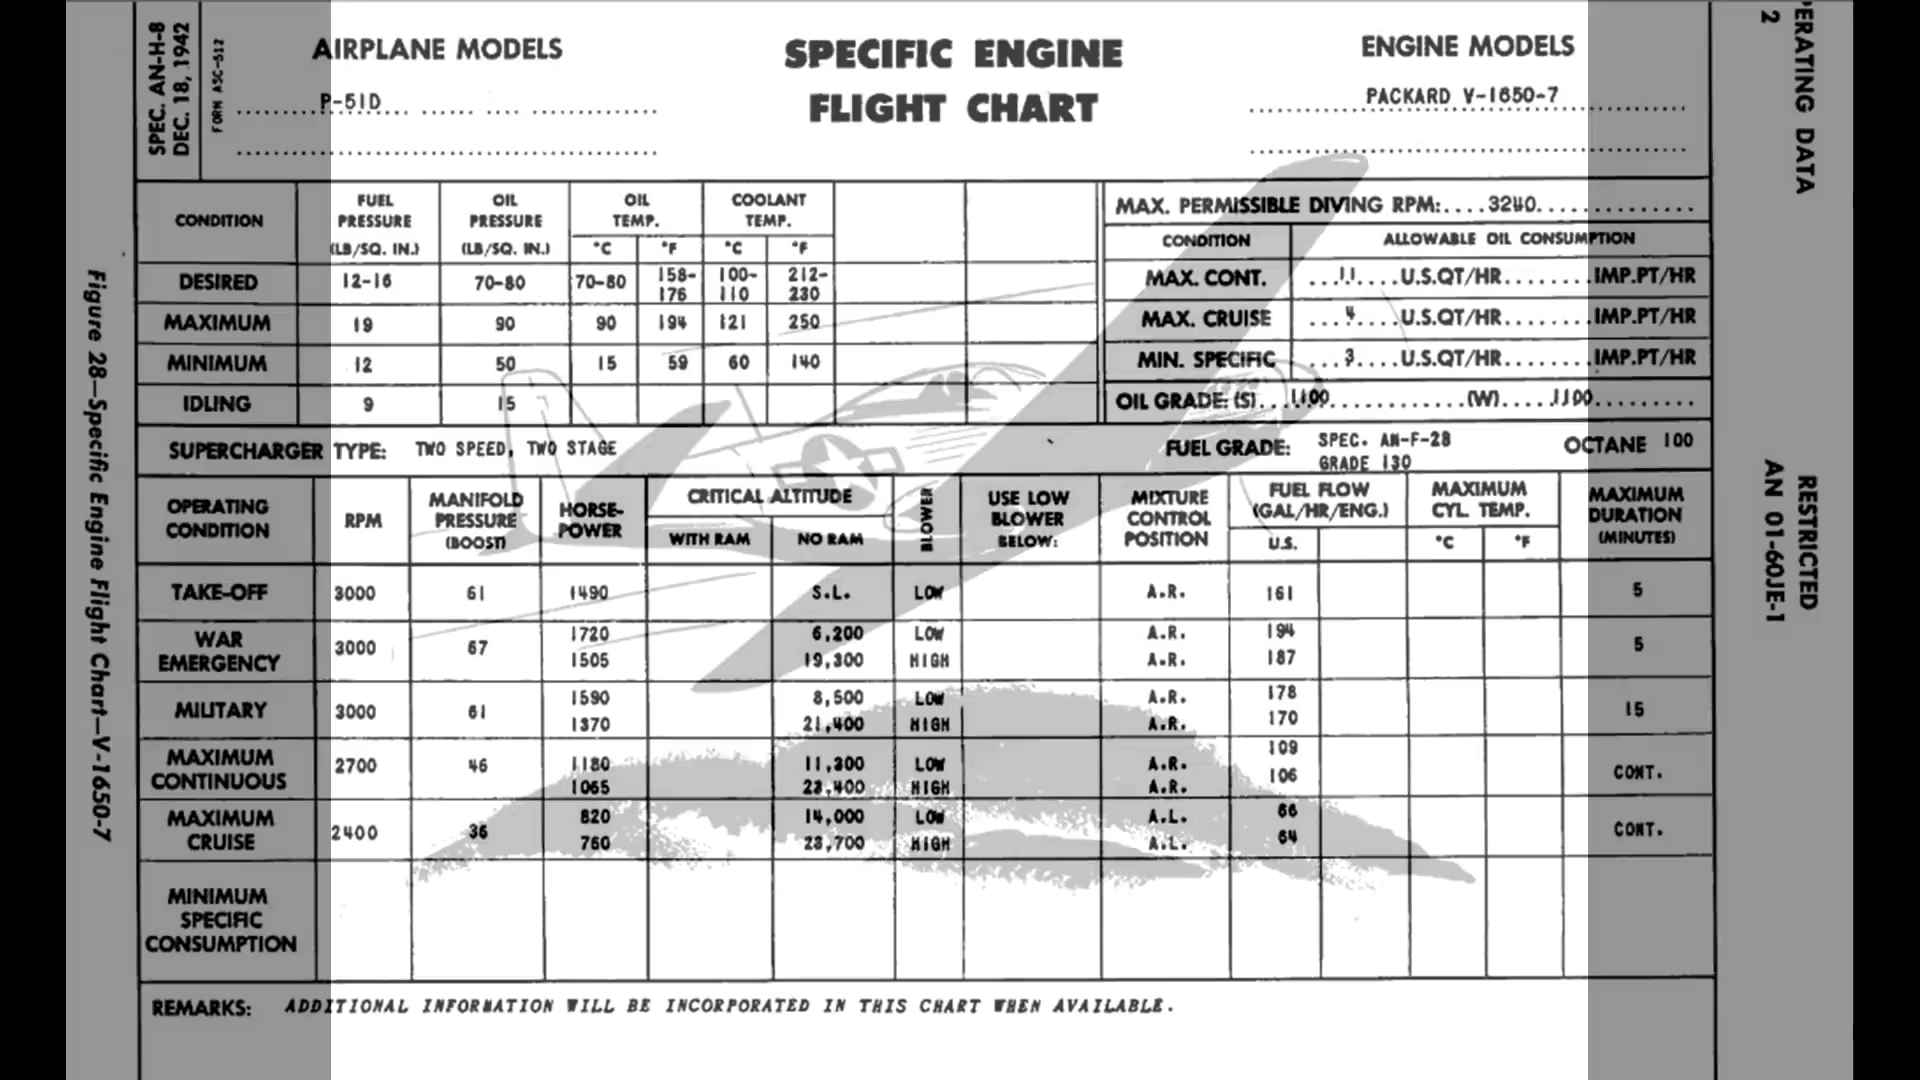 SPEC. AN-H-8
DEC. 18, 1942
FORM ASC-512
AIRPLANE MODELS
P-51D
SPECIFIC ENGINE
FLIGHT CHART
ENGINE MODELS
PACKARD V-1650-7
CONDITION
FUEL PRESSURE (LB/SQ. IN.)
OIL PRESSURE (LB/SQ. IN.)
OIL TEMP. °C °F
COOLANT TEMP. °C °F
DESIRED 12-16 70-80 70-80 158-176 100-110 212-230
MAXIMUM 19 90 90 194 121 250
MINIMUM 12 50 15 59 60 140
IDLING 9 15
MAX. PERMISSIBLE DIVING RPM:....3240..............
CONDITION ALLOWABLE OIL CONSUMPTION
MAX. CONT. ...11....U.S.QT/HR........IMP.PT/HR
MAX. CRUISE ...4....U.S.QT/HR........IMP.PT/HR
MIN. SPECIFIC ...3....U.S.QT/HR........IMP.PT/HR
OIL GRADE: (S)...1100............(W).....1100.........
SUPERCHARGER TYPE: TWO SPEED, TWO STAGE
FUEL GRADE: SPEC. AN-F-28 GRADE 130 OCTANE 100
OPERATING CONDITION
RPM
MANIFOLD PRESSURE (BOOST)
HORSE-POWER
CRITICAL ALTITUDE
WITH RAM NO RAM
BLOWER
USE LOW BLOWER BELOW:
MIXTURE CONTROL POSITION
FUEL FLOW (GAL/HR/ENG.) U.S.
MAXIMUM CYL. TEMP. °C °F
MAXIMUM DURATION (MINUTES)
TAKE-OFF 3000 61 1490 S.L. LOW A.R. 161 5
WAR EMERGENCY 3000 67
1720 6,200 LOW A.R. 194
1505 19,300 HIGH A.R. 187
5
MILITARY 3000 61
1590 8,500 LOW A.R. 178
1370 21,400 HIGH A.R. 170
15
MAXIMUM CONTINUOUS 2700 46
1180 11,300 LOW A.R. 109
1065 23,400 HIGH A.R. 106
CONT.
MAXIMUM CRUISE 2400 36
820 14,000 LOW A.L. 66
760 23,700 HIGH A.L. 64
CONT.
MINIMUM SPECIFIC CONSUMPTION
REMARKS: ADDITIONAL INFORMATION WILL BE INCORPORATED IN THIS CHART WHEN AVAILABLE.
Figure 28—Specific Engine Flight Chart—V-1650-7
PERATING DATA
2
RESTRICTED
AN 01-60JE-1